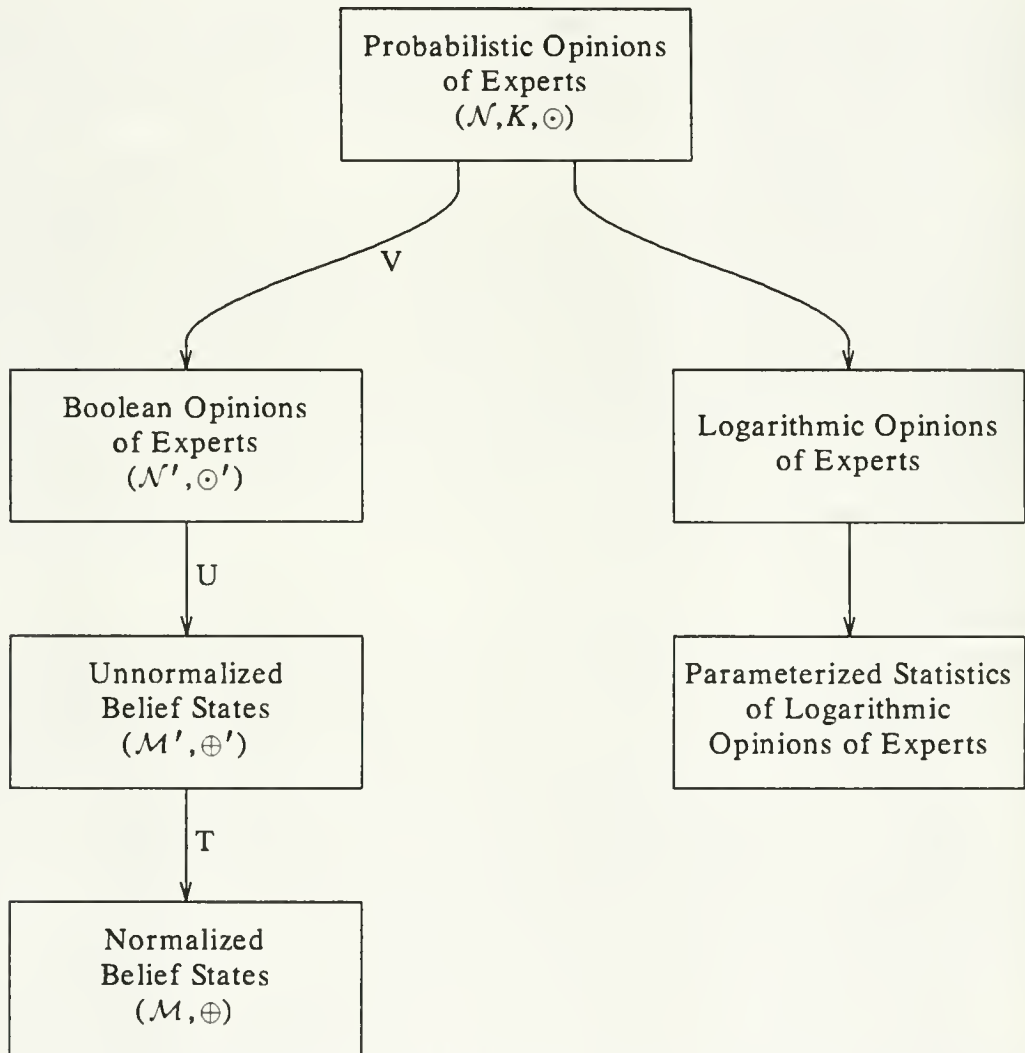 Probabilistic Opinions
of Experts
(𝒩,K,⊙)
V
Boolean Opinions
of Experts
(𝒩′,⊙′)
Logarithmic Opinions
of Experts
U
Unnormalized
Belief States
(ℳ′,⊕′)
Parameterized Statistics
of Logarithmic
Opinions of Experts
T
Normalized
Belief States
(ℳ,⊕)